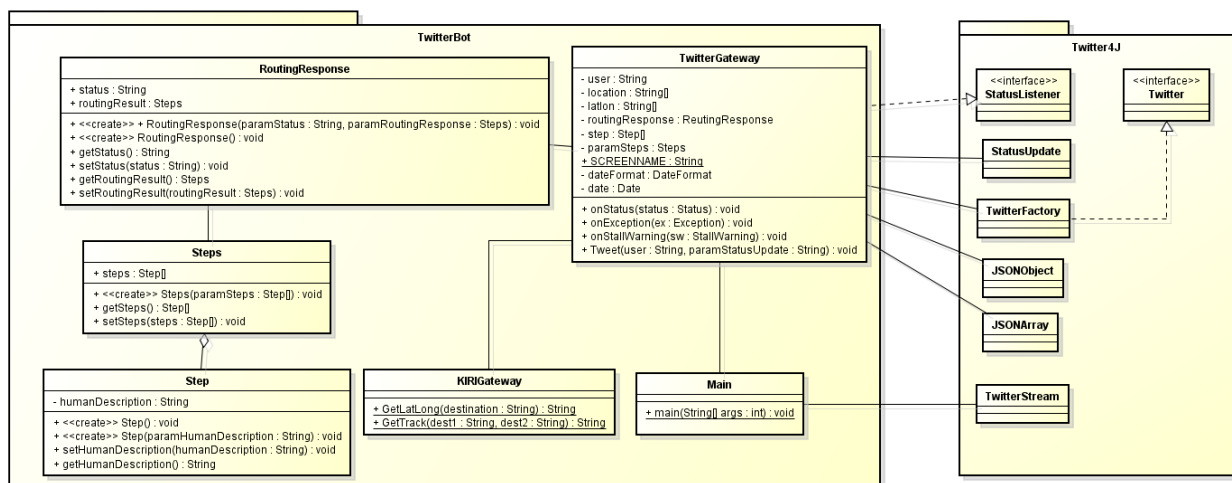 TwitterBot
RoutingResponse
+ status : String
+ routingResult : Steps
+ <<create>> + RoutingResponse(paramStatus : String, paramRoutingResponse : Steps) : void
+ <<create>> RoutingResponse() : void
+ getStatus() : String
+ setStatus(status : String) : void
+ getRoutingResult() : Steps
+ setRoutingResult(routingResult : Steps) : void
TwitterGateway
- user : String
- location : String[]
- latlon : String[]
- routingResponse : ReutingResponse
- step : Step[]
- paramSteps : Steps
+ SCREENNAME : String
- dateFormat : DateFormat
- date : Date
+ onStatus(status : Status) : void
+ onException(ex : Exception) : void
+ onStallWarning(sw : StallWarning) : void
+ Tweet(user : String, paramStatusUpdate : String) : void
Steps
+ steps : Step[]
+ <<create>> Steps(paramSteps : Step[]) : void
+ getSteps() : Step[]
+ setSteps(steps : Step[]) : void
Step
- humanDescription : String
+ <<create>> Step() : void
+ <<create>> Step(paramHumanDescription : String) : void
+ setHumanDescription(humanDescription : String) : void
+ getHumanDescription() : String
KIRIGateway
+ GetLatLong(destination : String) : String
+ GetTrack(dest1 : String, dest2 : String) : String
Main
+ main(String[] args : int) : void
Twitter4J
<<interface>>
StatusListener
<<interface>>
Twitter
StatusUpdate
TwitterFactory
JSONObject
JSONArray
TwitterStream